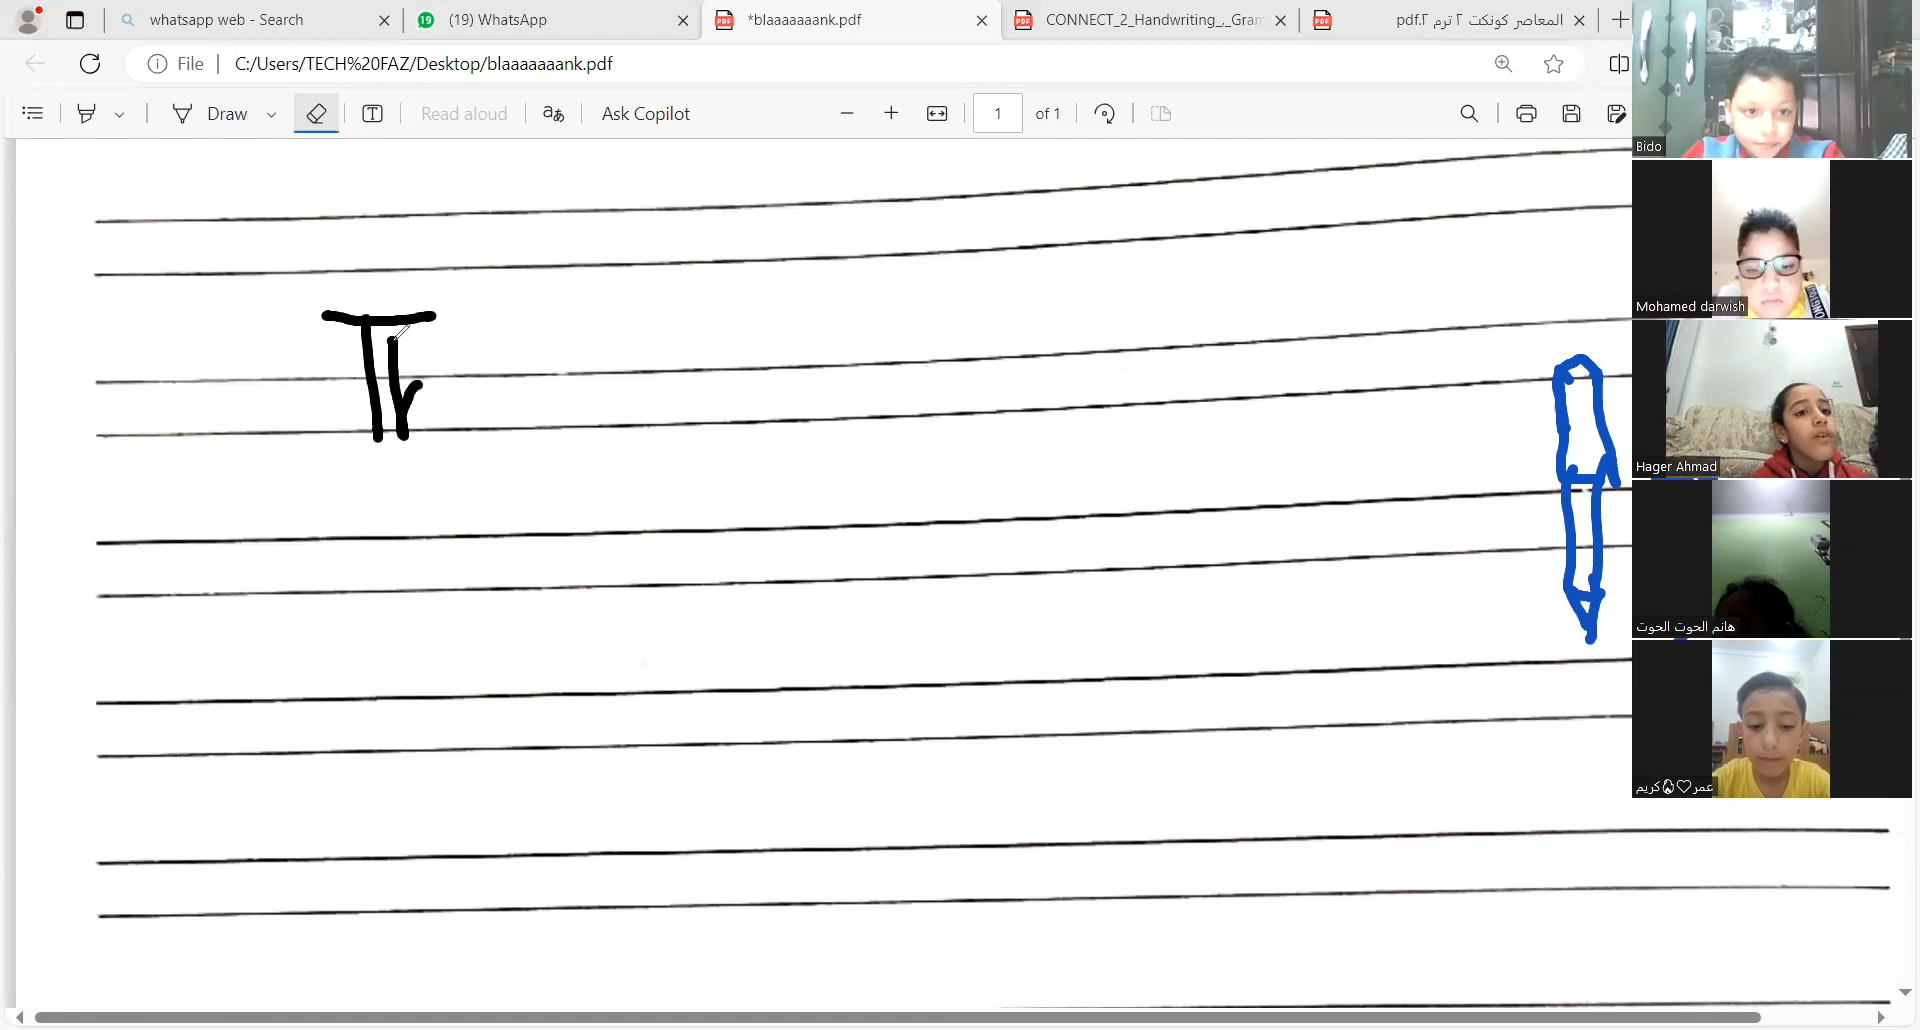 whatsapp web - Search
(19) WhatsApp
*blaaaaaaank.pdf
CONNECT_2_Handwriting_,_Gran
المعاصر كونكت ٢ ترم ٢.pdf
File
C:/Users/TECH%20FAZ/Desktop/blaaaaaaank.pdf
Draw
Read aloud
Ask Copilot
1
of 1
Bido
Mohamed darwish
Hager Ahmad
هانم الحوت الحوت
عمر كريم